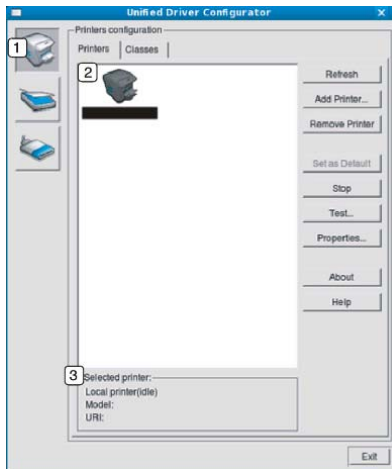 Unified Driver Configurator
Printers configuration
1
Printers
Classes
2
Refresh
Add Printer...
Remove Printer
Set as Default
Stop
Test...
Properties...
About
Help
3
Selected printer:
Local printer(idle)
Model:
URI:
Exit